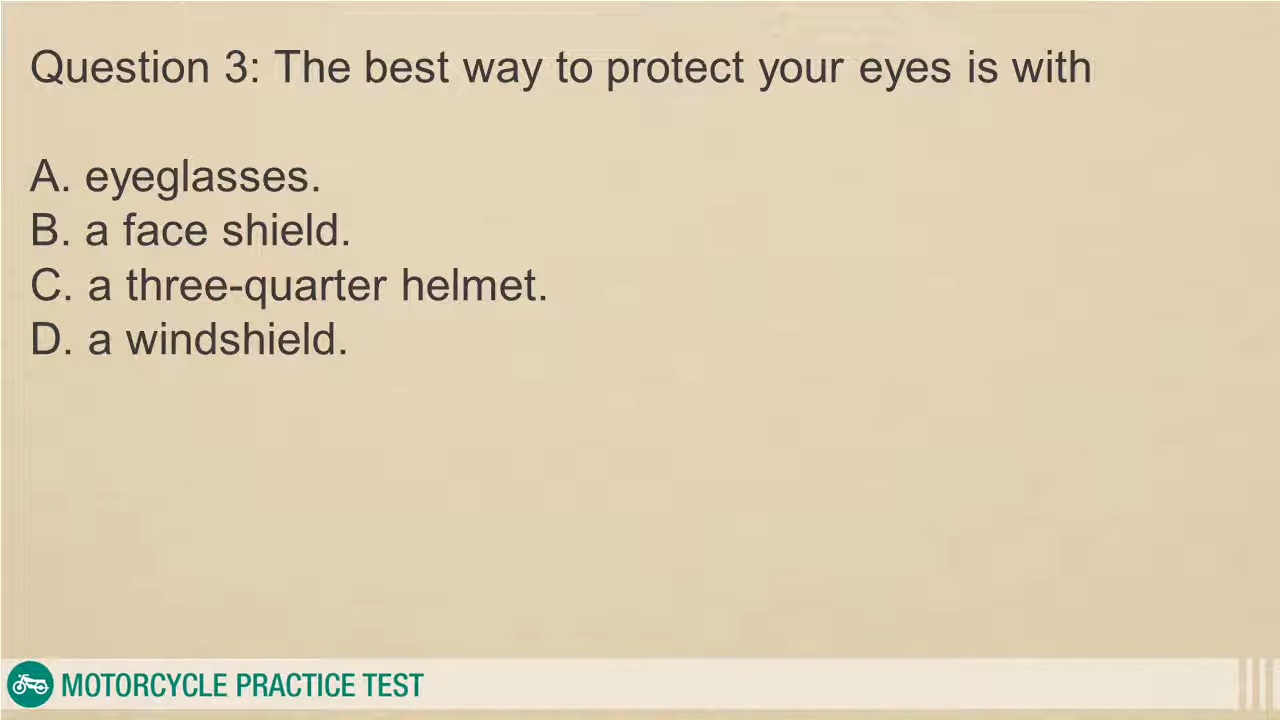 Question 3: The best way to protect your eyes is with
A. eyeglasses.
B. a face shield.
C. a three-quarter helmet.
D. a windshield.
MOTORCYCLE PRACTICE TEST